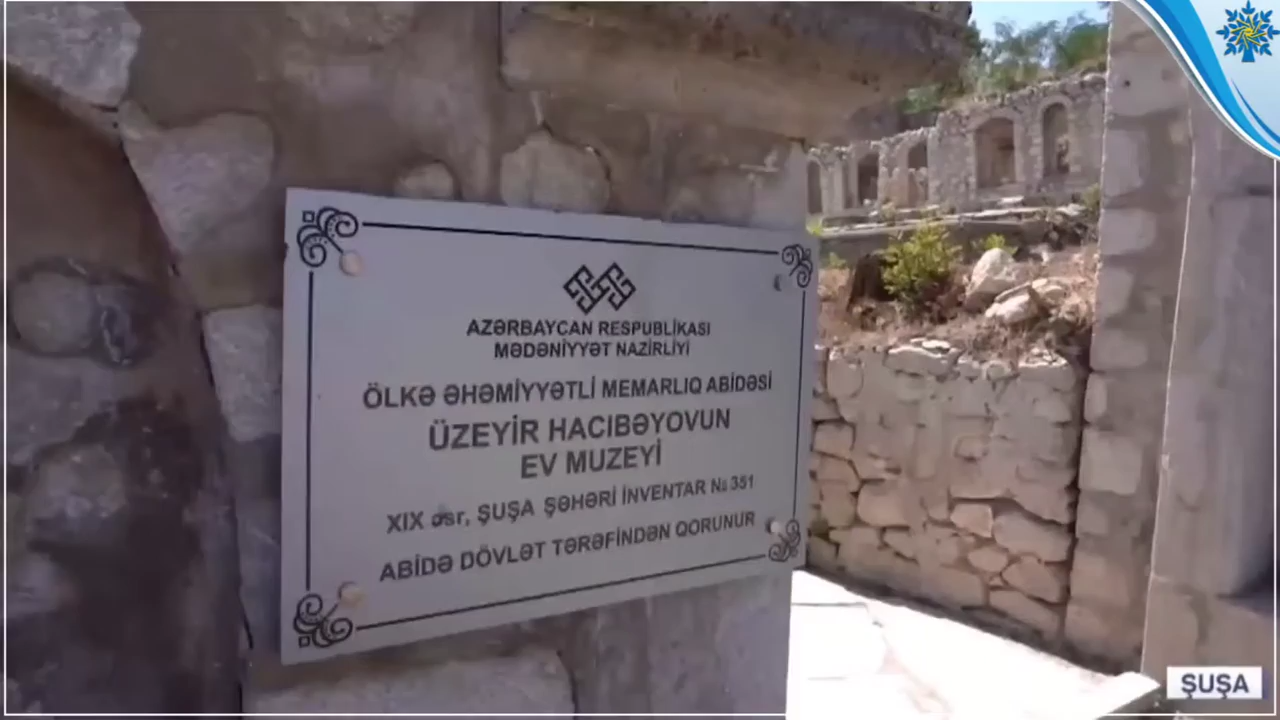 AZƏRBAYCAN RESPUBLİKASI
MƏDƏNİYYƏT NAZİRLİYİ
ÖLKƏ ƏHƏMİYYƏTLİ MEMARLIQ ABİDƏSİ
ÜZEYİR HACIBƏYOVUN
EV MUZEYİ
XIX əsr, ŞUŞA ŞƏHƏRİ İNVENTAR № 351
ABİDƏ DÖVLƏT TƏRƏFİNDƏN QORUNUR
ŞUŞA